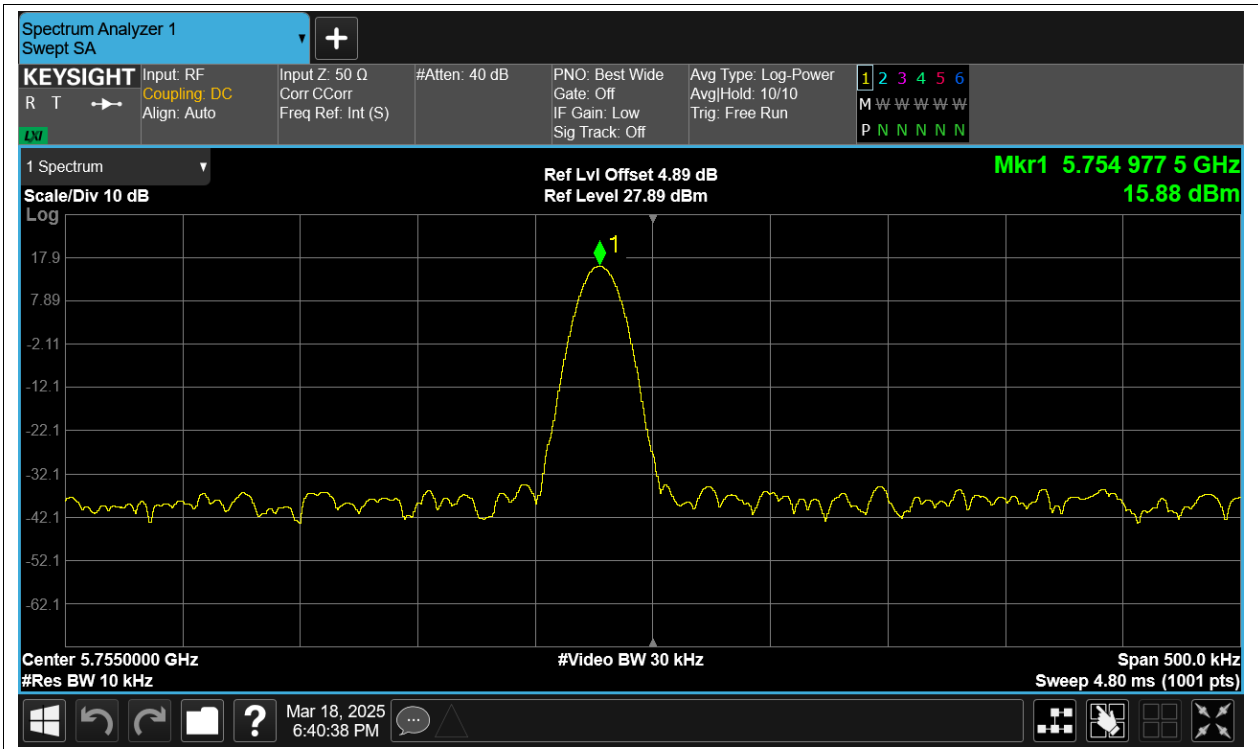 Spectrum Analyzer 1
Swept SA
KEYSIGHT
R T
LXI
Input: RF
Coupling: DC
Align: Auto
Input Z: 50 Ω
Corr CCorr
Freq Ref: Int (S)
#Atten: 40 dB
PNO: Best Wide
Gate: Off
IF Gain: Low
Sig Track: Off
Avg Type: Log-Power
Avg|Hold: 10/10
Trig: Free Run
1 2 3 4 5 6
M W W W W W
P N N N N N
1 Spectrum
Scale/Div 10 dB
Ref Lvl Offset 4.89 dB
Ref Level 27.89 dBm
Mkr1 5.754 977 5 GHz
15.88 dBm
Log
1
17.9
7.89
-2.11
-12.1
-22.1
-32.1
-42.1
-52.1
-62.1
Center 5.7550000 GHz
#Video BW 30 kHz
Span 500.0 kHz
#Res BW 10 kHz
Sweep 4.80 ms (1001 pts)
?
Mar 18, 2025
6:40:38 PM